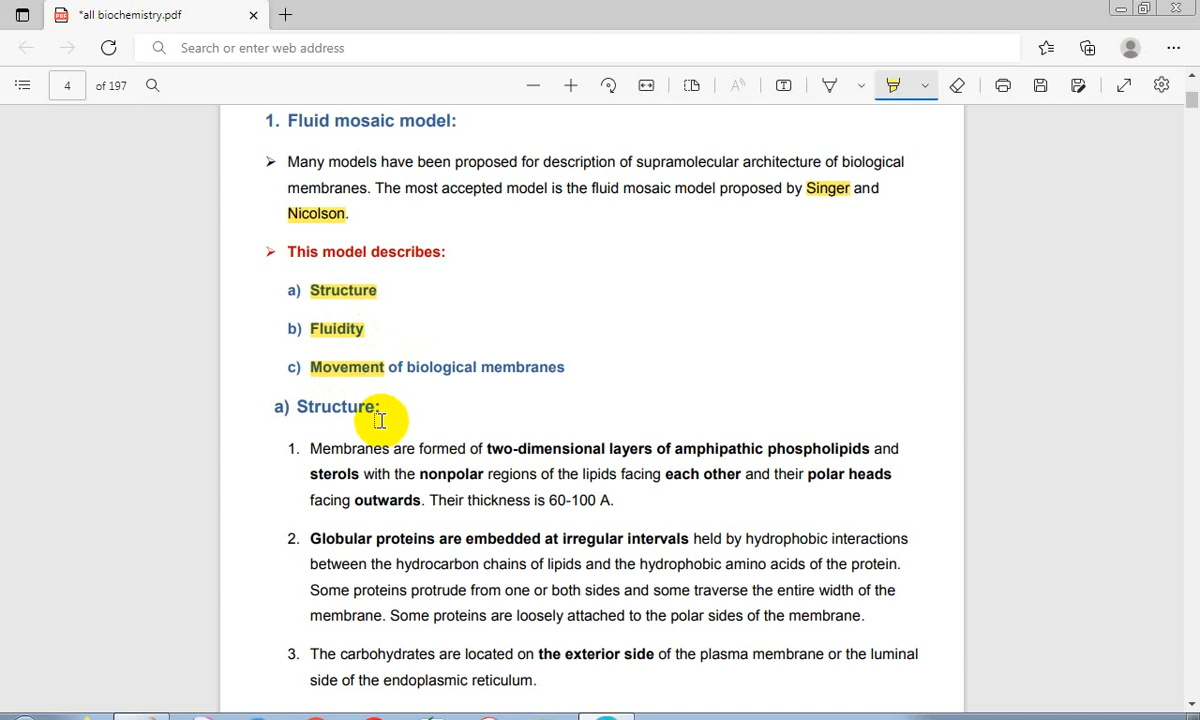 *all biochemistry.pdf
Search or enter web address
4 of 197
1. Fluid mosaic model:
➢ Many models have been proposed for description of supramolecular architecture of biological
membranes. The most accepted model is the fluid mosaic model proposed by Singer and
Nicolson.
➢ This model describes:
a) Structure
b) Fluidity
c) Movement of biological membranes
a) Structure:
1. Membranes are formed of two-dimensional layers of amphipathic phospholipids and
sterols with the nonpolar regions of the lipids facing each other and their polar heads
facing outwards. Their thickness is 60-100 A.
2. Globular proteins are embedded at irregular intervals held by hydrophobic interactions
between the hydrocarbon chains of lipids and the hydrophobic amino acids of the protein.
Some proteins protrude from one or both sides and some traverse the entire width of the
membrane. Some proteins are loosely attached to the polar sides of the membrane.
3. The carbohydrates are located on the exterior side of the plasma membrane or the luminal
side of the endoplasmic reticulum.